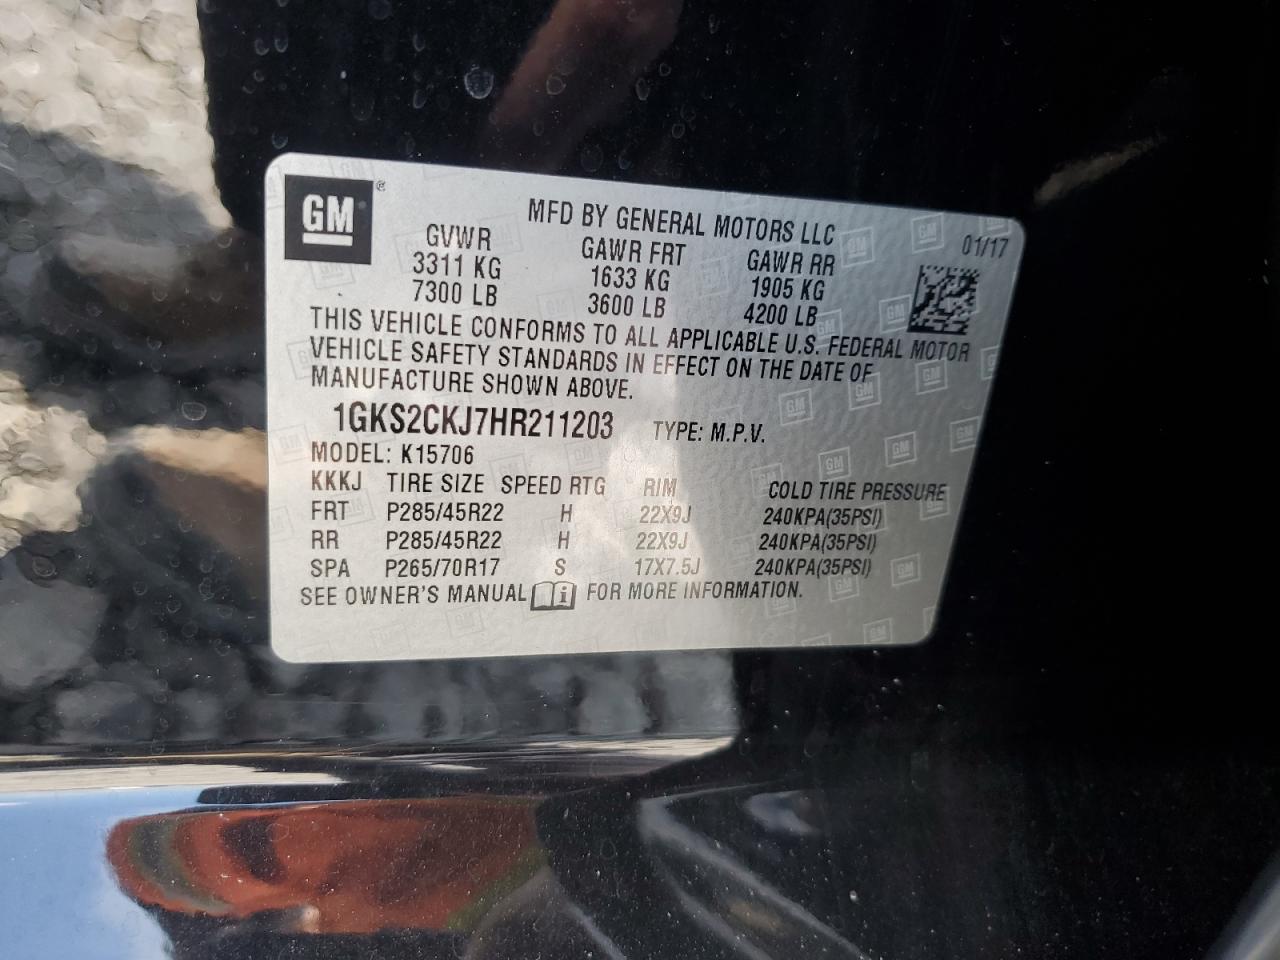 GM ®
MFD BY GENERAL MOTORS LLC
01/17
GVWR GAWR FRT GAWR RR
3311 KG 1633 KG 1905 KG
7300 LB 3600 LB 4200 LB
THIS VEHICLE CONFORMS TO ALL APPLICABLE U.S. FEDERAL MOTOR
VEHICLE SAFETY STANDARDS IN EFFECT ON THE DATE OF
MANUFACTURE SHOWN ABOVE.
1GKS2CKJ7HR211203 TYPE: M.P.V.
MODEL: K15706
KKKJ TIRE SIZE SPEED RTG RIM COLD TIRE PRESSURE
FRT P285/45R22 H 22X9J 240KPA(35PSI)
RR P285/45R22 H 22X9J 240KPA(35PSI)
SPA P265/70R17 S 17X7.5J 240KPA(35PSI)
SEE OWNER'S MANUAL i FOR MORE INFORMATION.